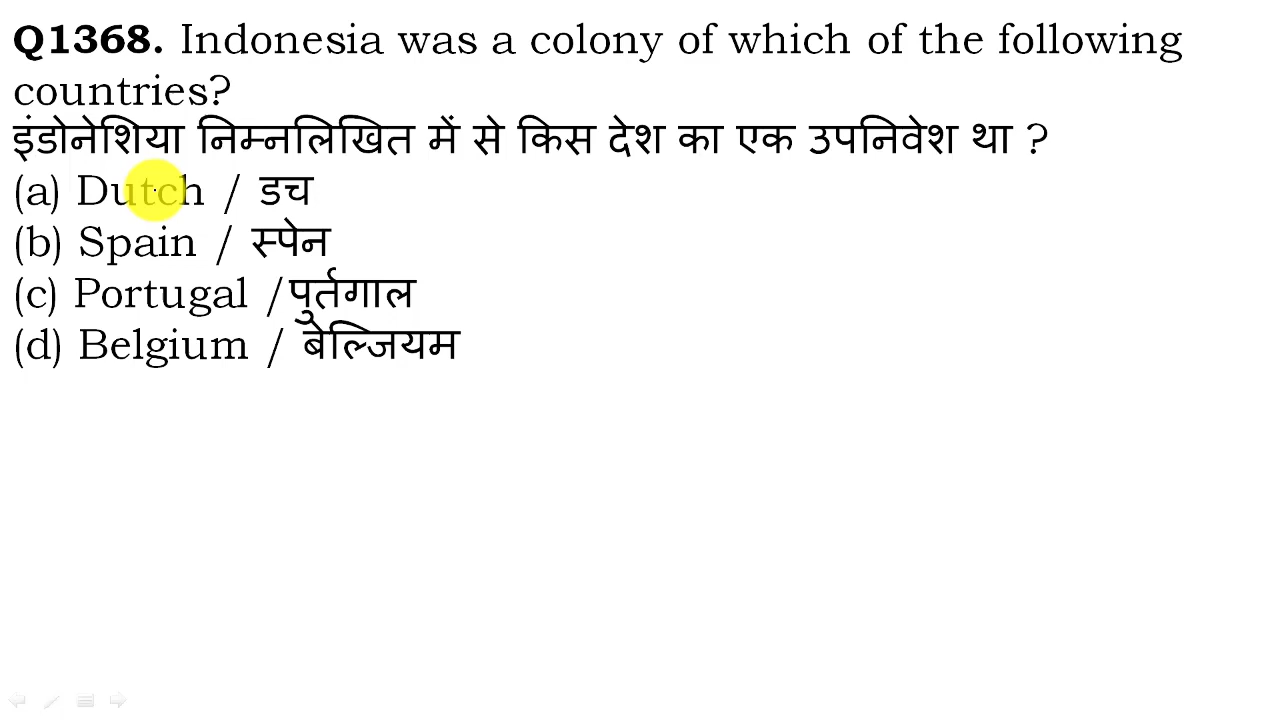 Q1368. Indonesia was a colony of which of the following
countries?
इंडोनेशिया निम्नलिखित में से किस देश का एक उपनिवेश था ?
(a) Dutch / डच
(b) Spain / स्पेन
(c) Portugal /पुर्तगाल
(d) Belgium / बेल्जियम